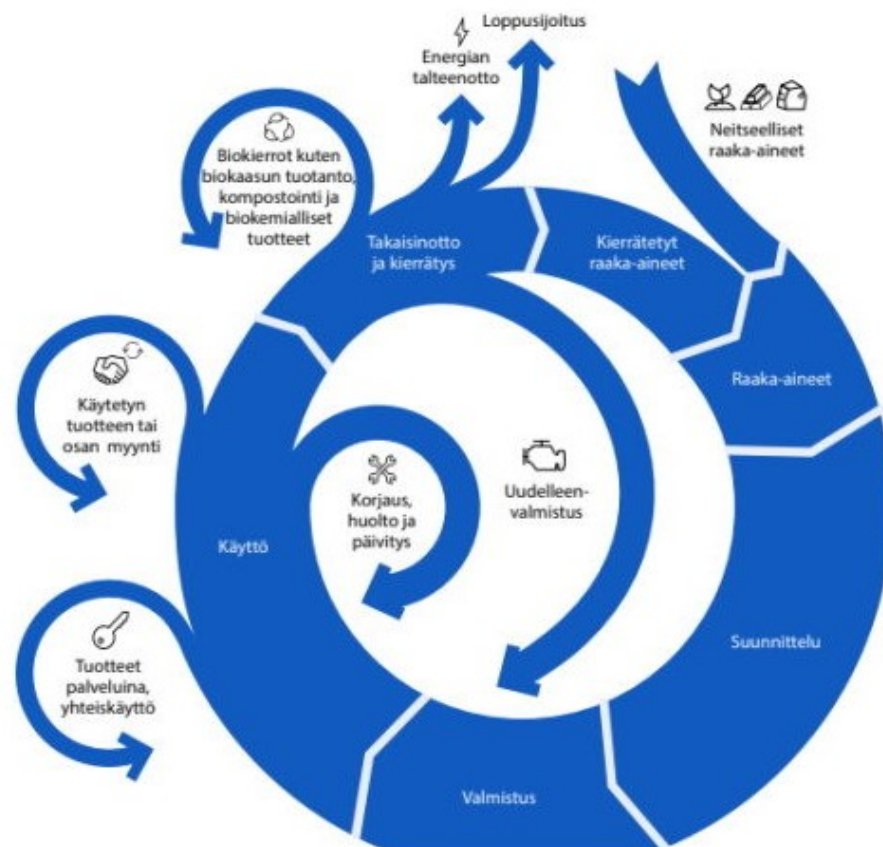 Loppusijoitus
Energian
talteenotto
Neitseelliset
raaka-aineet
Biokierrot kuten
biokaasun tuotanto,
kompostointi ja
biokemialliset
tuotteet
Takaisinotto
ja kierrätys
Kierrätetyt
raaka-aineet
Raaka-aineet
Käytetyn
tuotteen tai
osan myynti
Korjaus,
huolto ja
päivitys
Uudelleen-
valmistus
Käyttö
Suunnittelu
Tuotteet
palveluina,
yhteiskäyttö
Valmistus